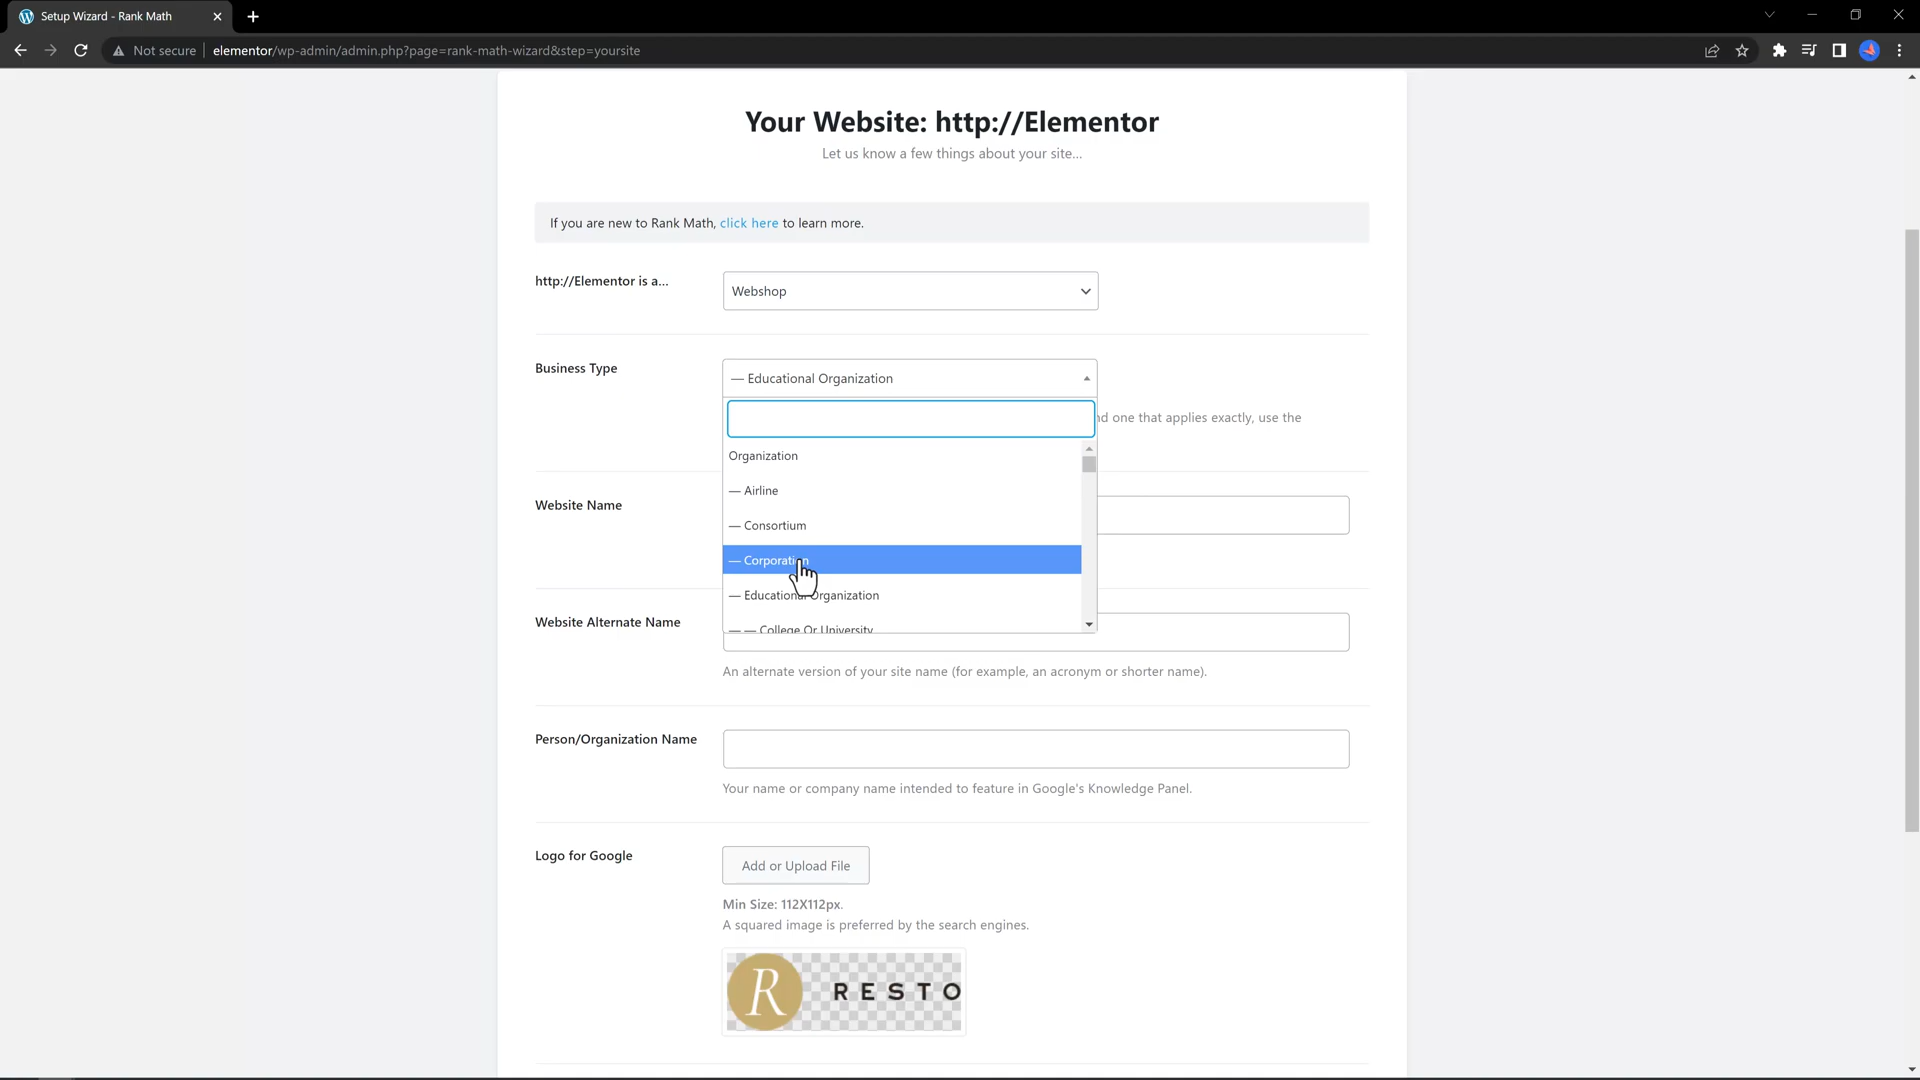 Setup Wizard - Rank Math
Not secure
elementor/wp-admin/admin.php?page=rank-math-wizard&step=yoursite
Your Website: http://Elementor
Let us know a few things about your site...
If you are new to Rank Math, click here to learn more.
http://Elementor is a...
Webshop
Business Type
— Educational Organization
one that applies exactly, use the
Organization
— Airline
— Consortium
Website Name
— Corporation
— Educational Organization
— — College Or University
Website Alternate Name
An alternate version of your site name (for example, an acronym or shorter name).
Person/Organization Name
Your name or company name intended to feature in Google's Knowledge Panel.
Logo for Google
Add or Upload File
Min Size: 112X112px.
A squared image is preferred by the search engines.
R RESTO